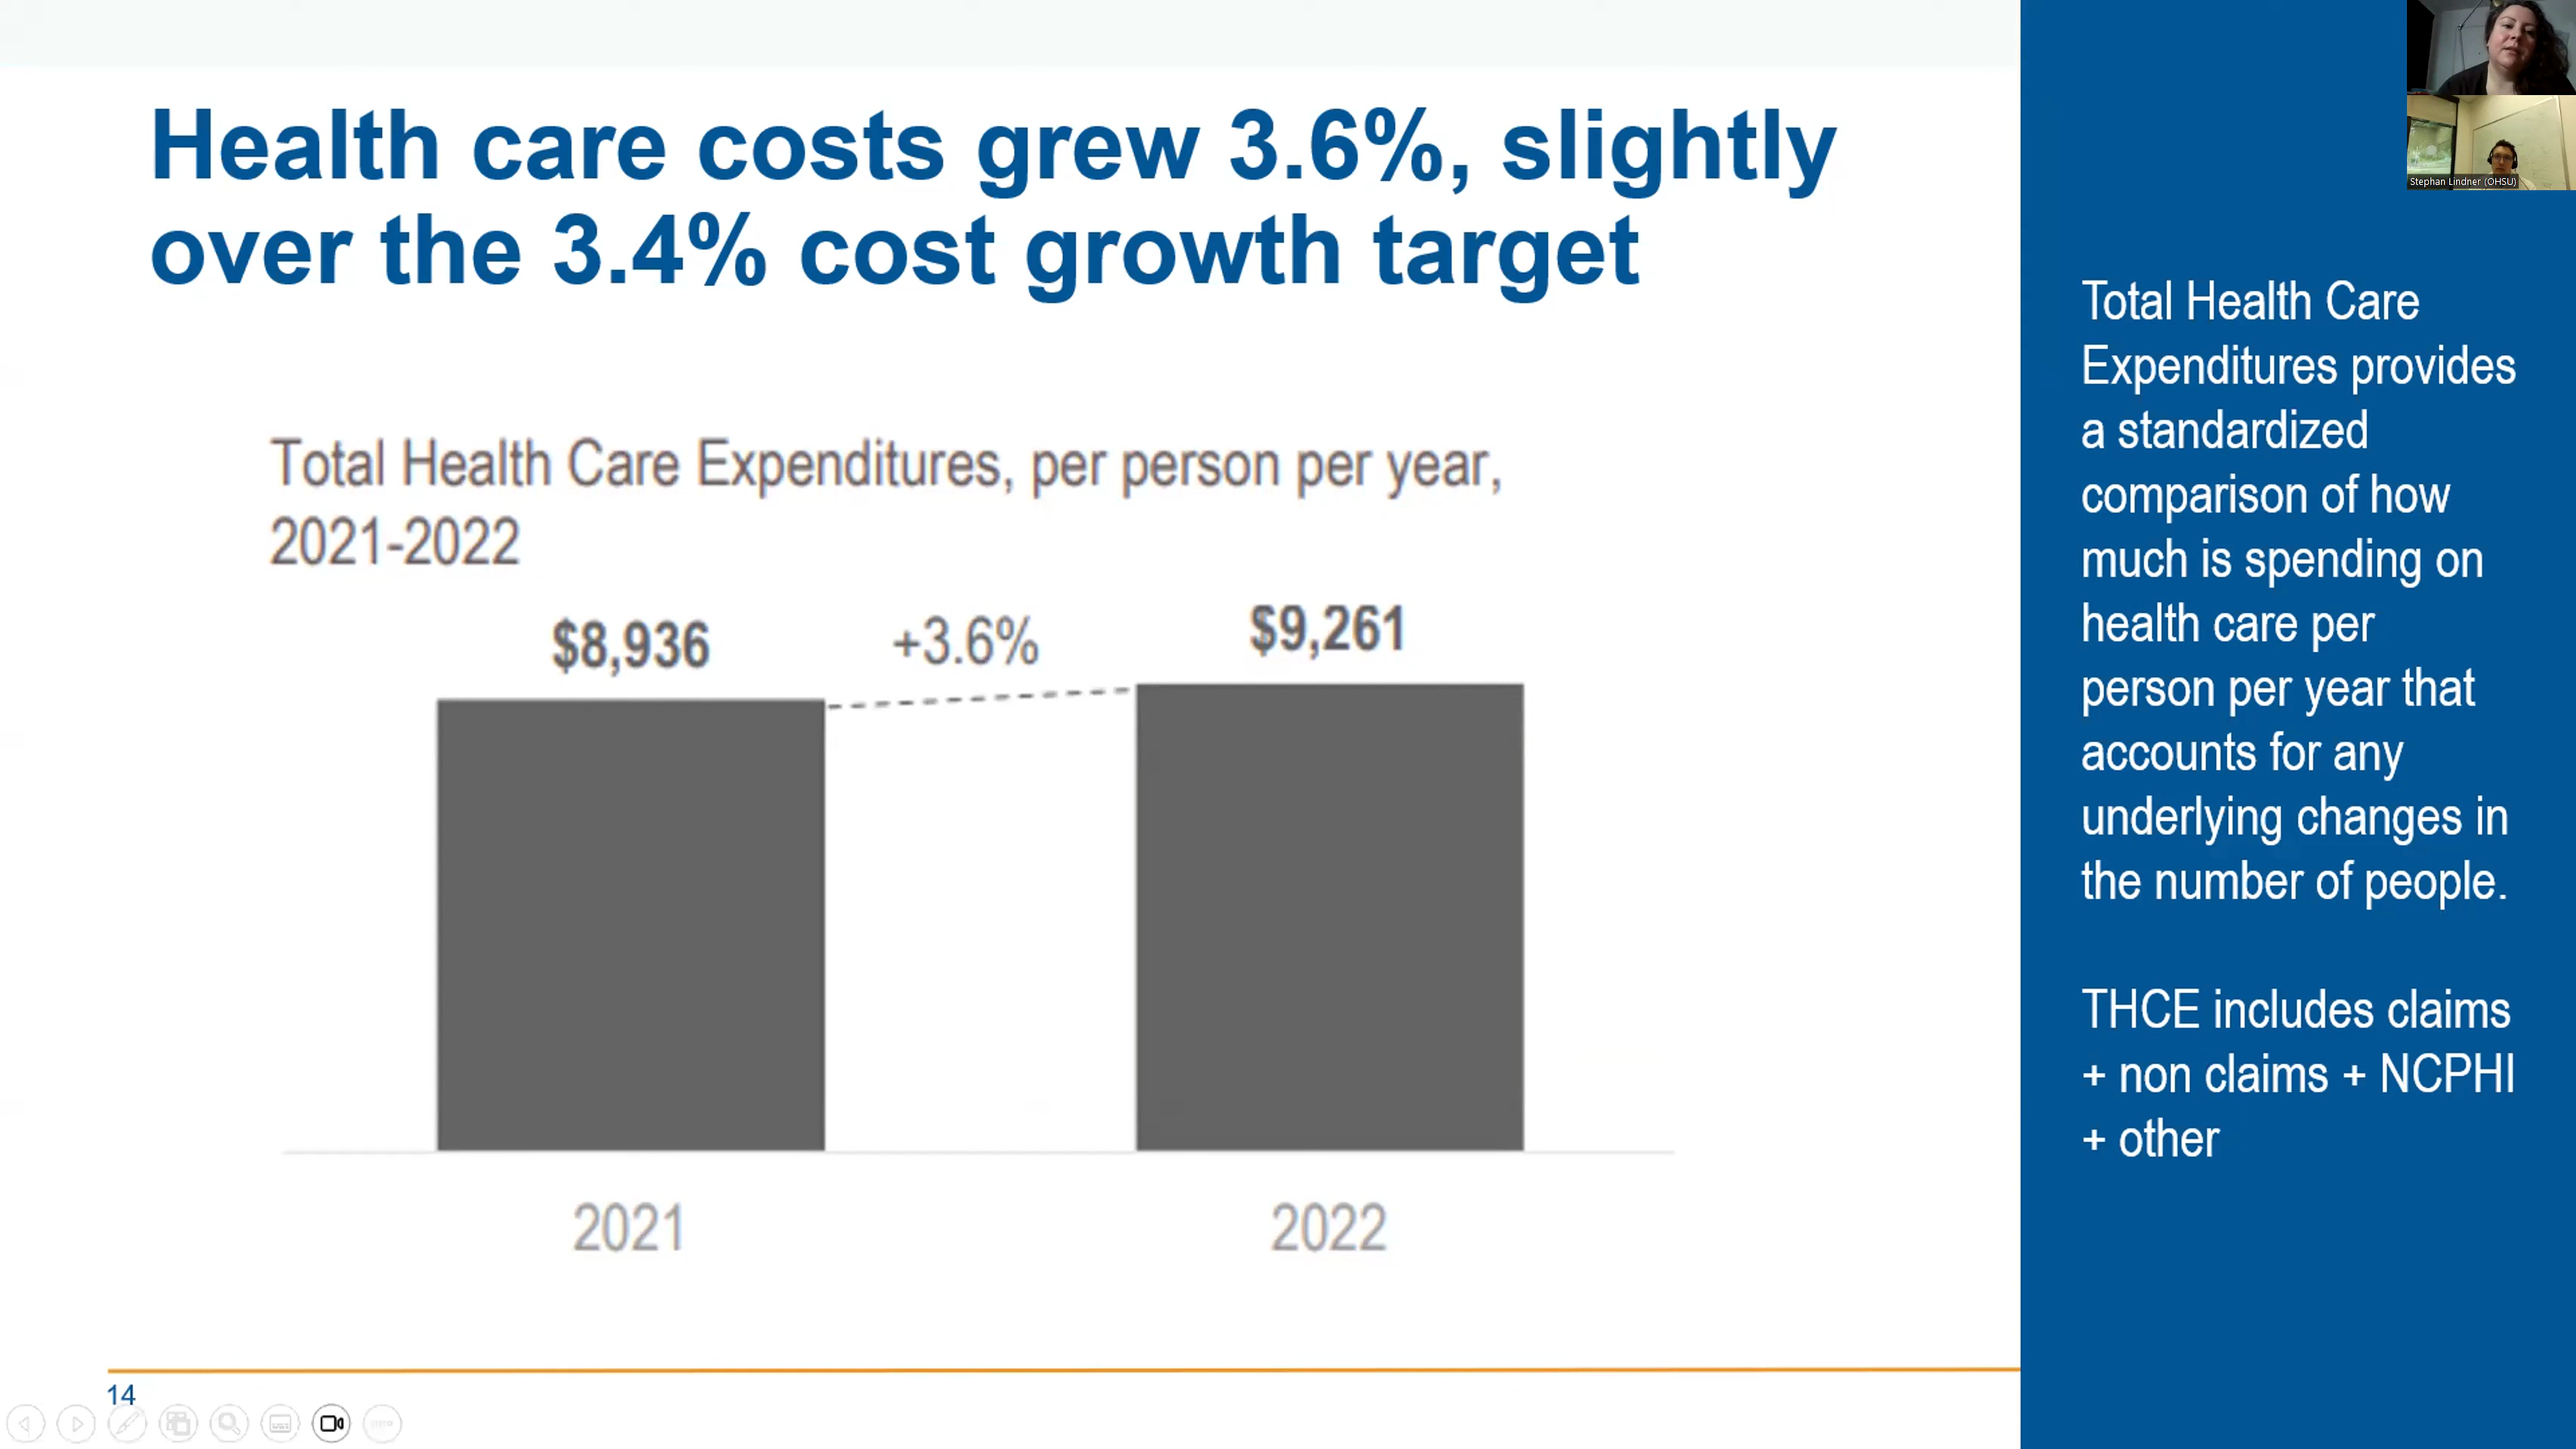 Health care costs grew 3.6%, slightly
over the 3.4% cost growth target
Total Health Care Expenditures, per person per year,
2021-2022
$8,936
+3.6%
$9,261
2021
2022
14
Stephan Lindner (OHSU)
Total Health Care
Expenditures provides
a standardized
comparison of how
much is spending on
health care per
person per year that
accounts for any
underlying changes in
the number of people.
THCE includes claims
+ non claims + NCPHI
+ other